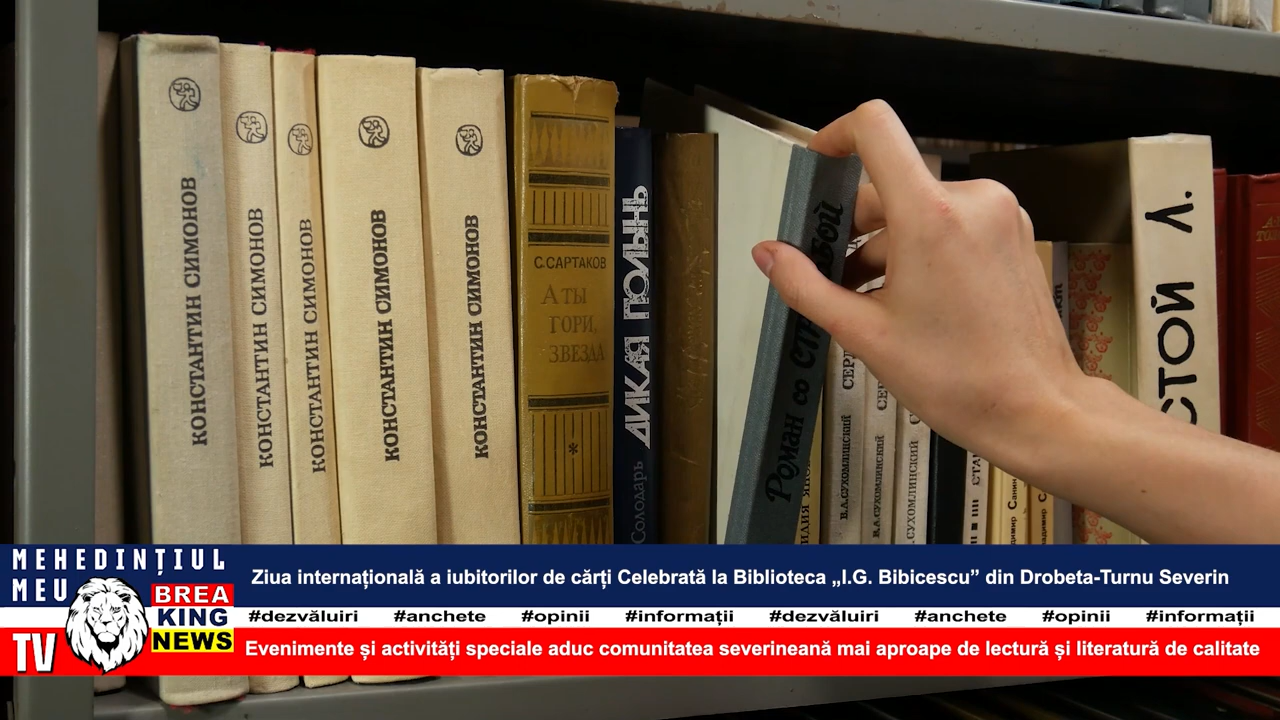 КОНСТАНТИН СИМОНОВ
КОНСТАНТИН СИМОНОВ
КОНСТАНТИН СИМОНОВ
КОНСТАНТИН СИМОНОВ
КОНСТАНТИН СИМОНОВ
С. САРТАКОВ
А ТЫ
ГОРИ,
ЗВЕЗДА
*
Солодарь
ДИКАЯ ПОЛЫНЬ
Роман со
В.А.СУХОМЛИНСКИЙ
В.А.СУХОМЛИНСКИЙ
СУХОМЛИНСКИЙ
Санин
СТОЙ Л.
MEHEDINȚIUL
MEU
TV
BREA
KING
NEWS
Ziua internațională a iubitorilor de cărți Celebrată la Biblioteca „I.G. Bibicescu” din Drobeta-Turnu Severin
#dezvăluiri #anchete #opinii #informații #dezvăluiri #anchete #opinii #informații
Evenimente și activități speciale aduc comunitatea severineană mai aproape de lectură și literatură de calitate